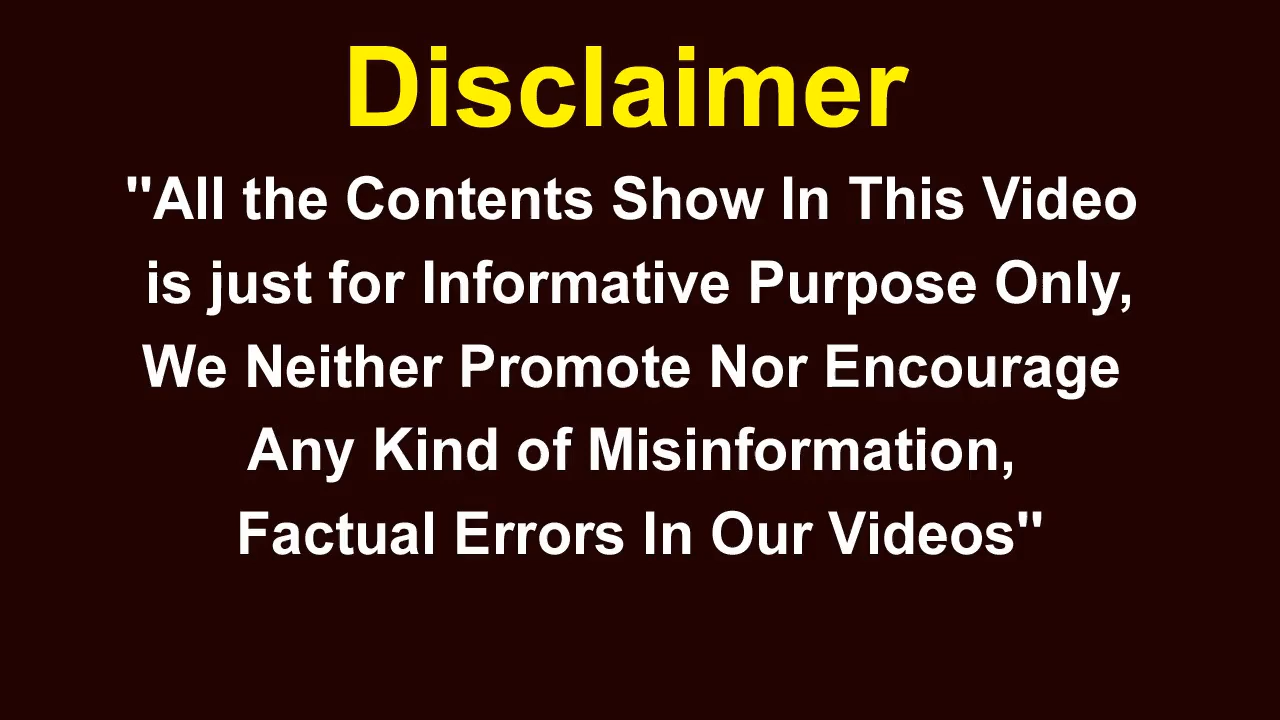 Disclaimer
"All the Contents Show In This Video
is just for Informative Purpose Only,
We Neither Promote Nor Encourage
Any Kind of Misinformation,
Factual Errors In Our Videos"